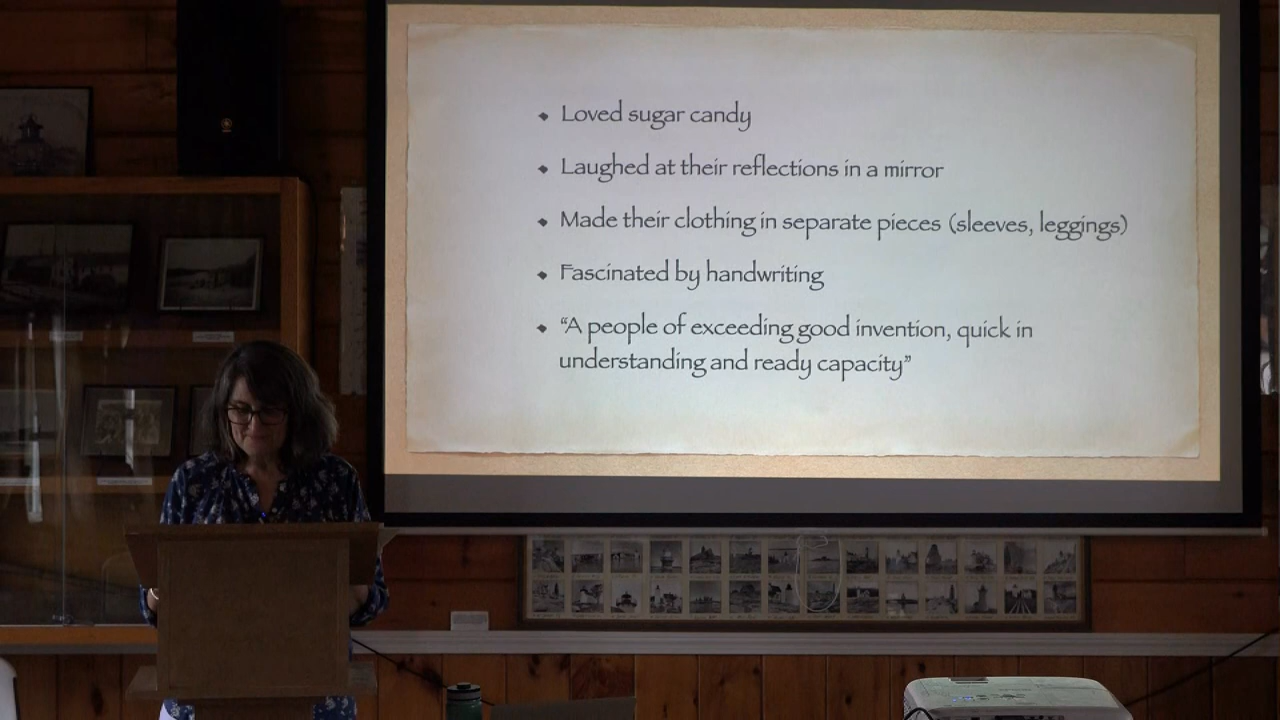 Loved sugar candy
Laughed at their reflections in a mirror
Made their clothing in separate pieces (sleeves, leggings)
Fascinated by handwriting
“A people of exceeding good invention, quick in
understanding and ready capacity”